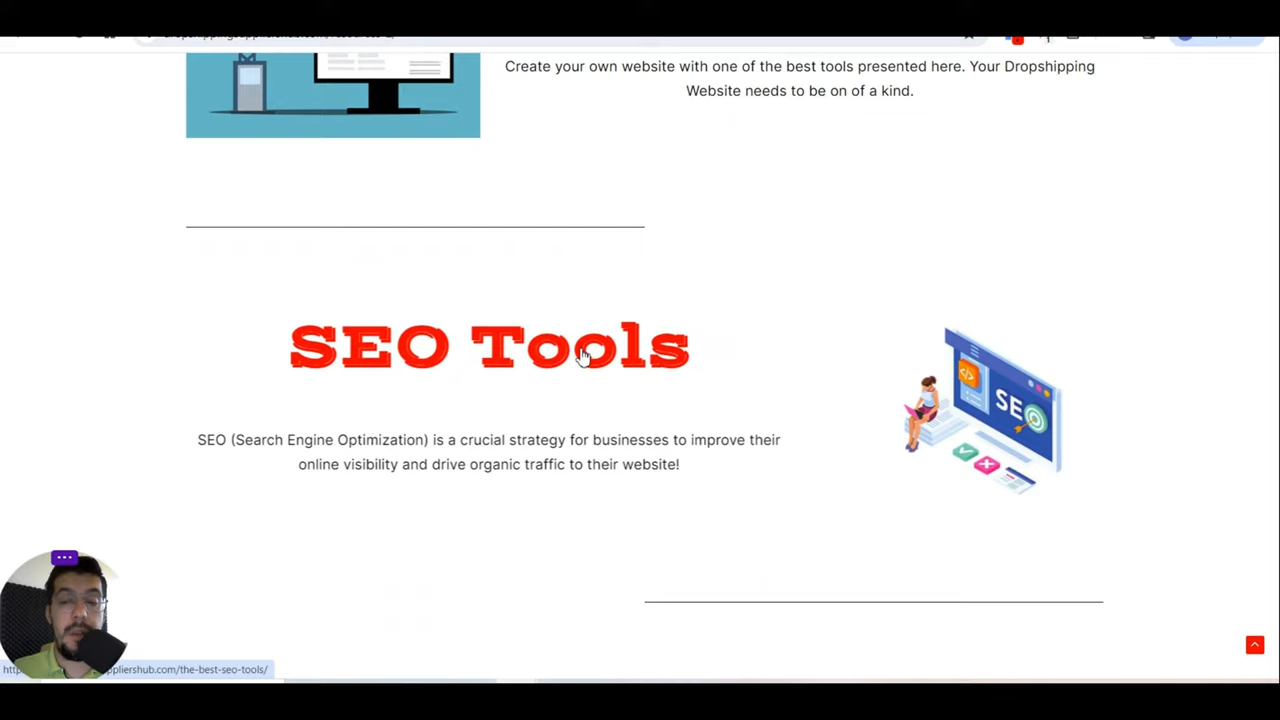 Create your own website with one of the best tools presented here. Your Dropshipping
Website needs to be on of a kind.
SEO Tools
SEO
SEO (Search Engine Optimization) is a crucial strategy for businesses to improve their
online visibility and drive organic traffic to their website!
ppliershub.com/the-best-seo-tools/